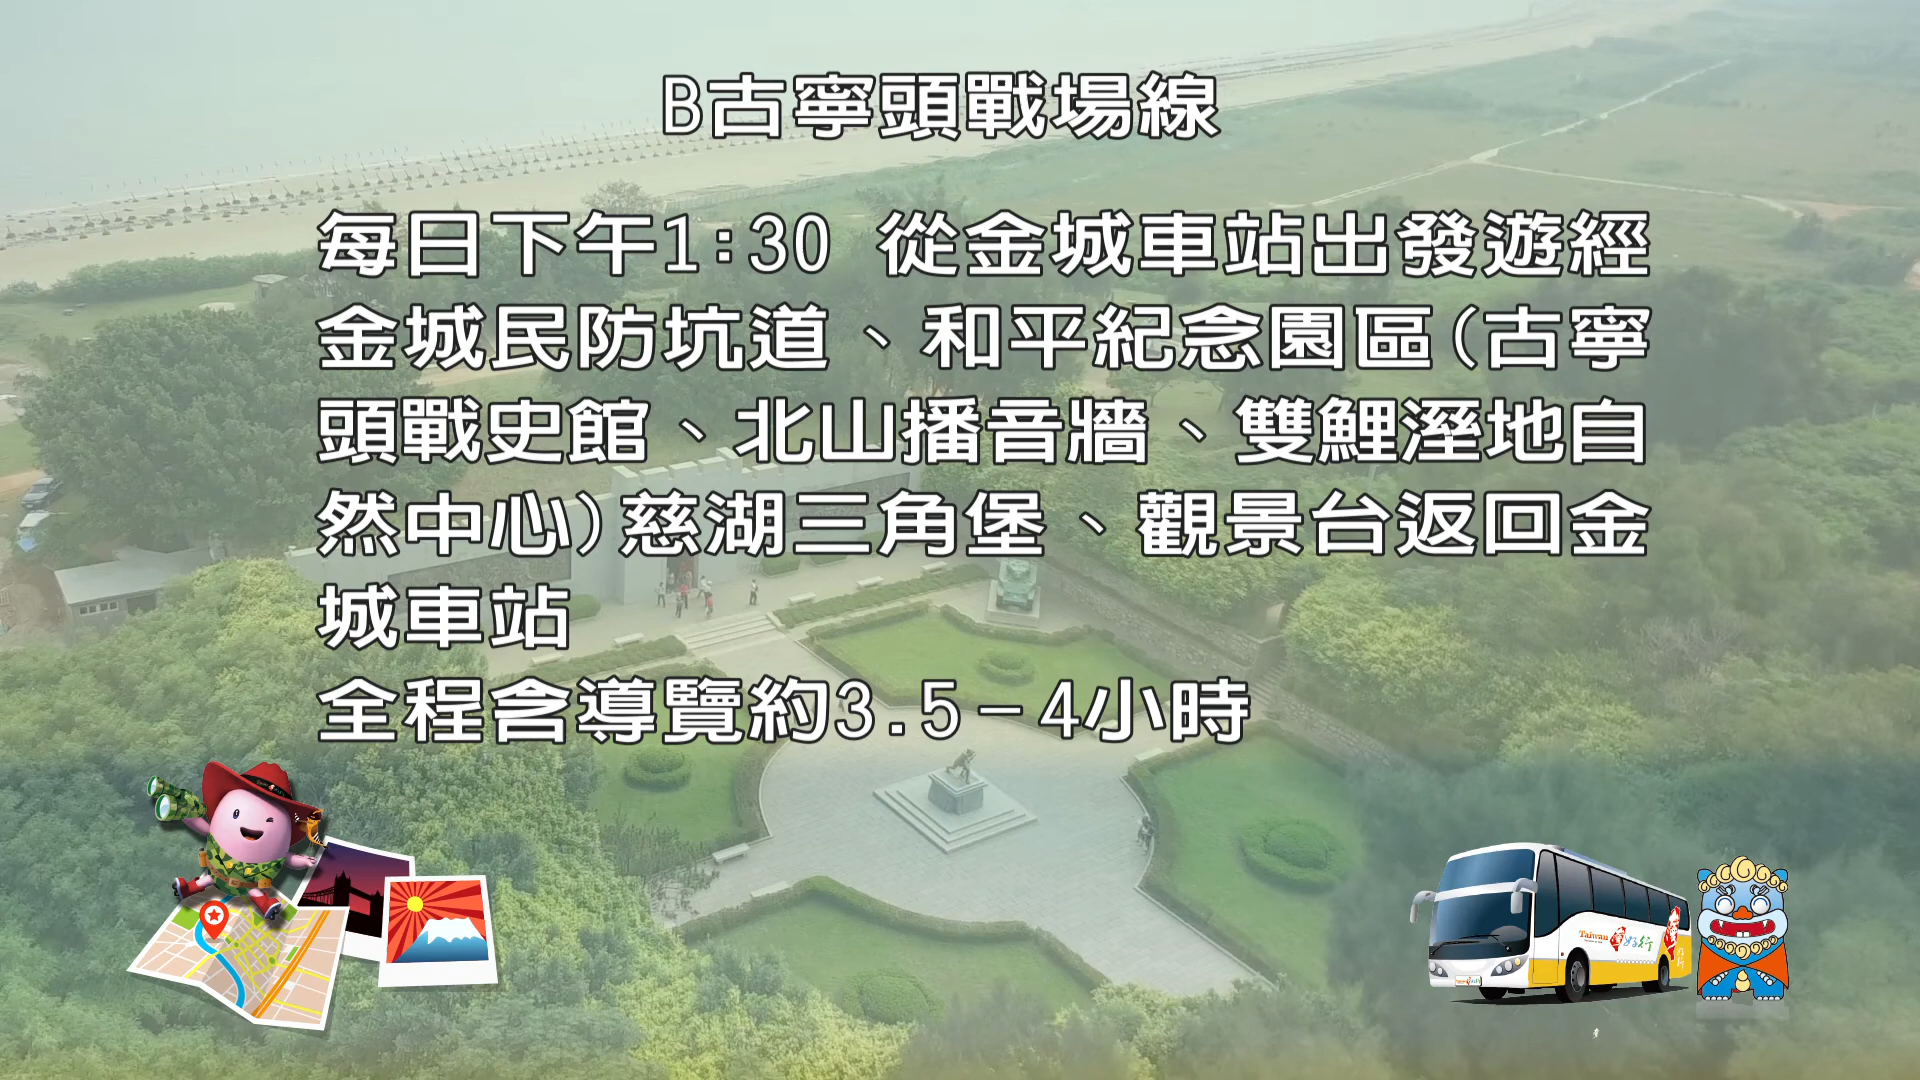 B古寧頭戰場線
每日下午1:30 從金城車站出發遊經
金城民防坑道、和平紀念園區(古寧
頭戰史館、北山播音牆、雙鯉溼地自
然中心)慈湖三角堡、觀景台返回金
城車站
全程含導覽約3.5-4小時
Taiwan
好行